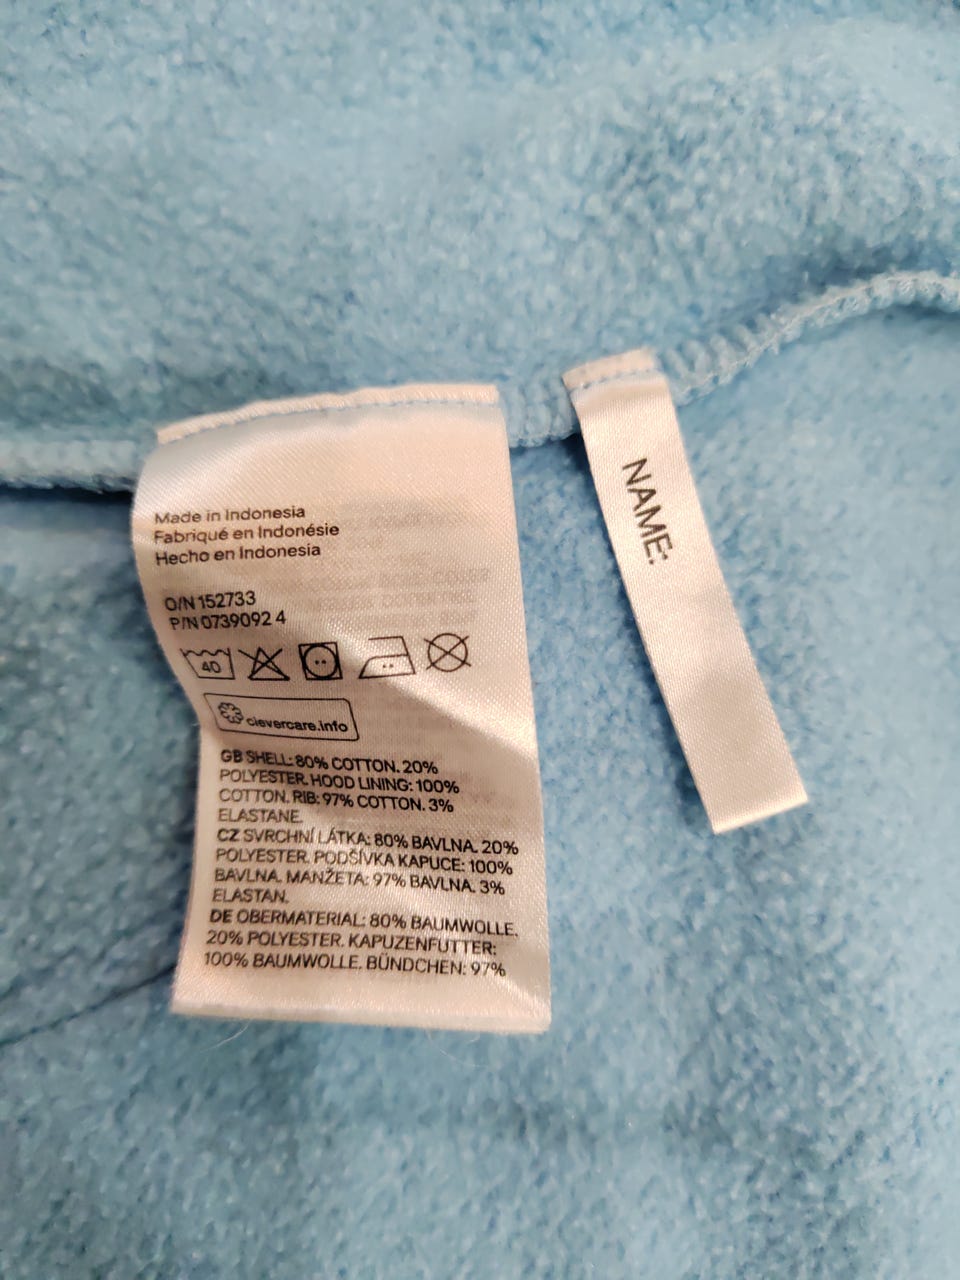 Made in Indonesia
Fabriqué en Indonésie
Hecho en Indonesia
O/N 152733
P/N 0739092 4
40
clevercare.info
GB SHELL: 80% COTTON. 20%
POLYESTER. HOOD LINING: 100%
COTTON. RIB: 97% COTTON. 3%
ELASTANE.
CZ SVRCHNÍ LÁTKA: 80% BAVLNA. 20%
POLYESTER. PODŠÍVKA KAPUCE: 100%
BAVLNA. MANŽETA: 97% BAVLNA. 3%
ELASTAN.
DE OBERMATERIAL: 80% BAUMWOLLE.
20% POLYESTER. KAPUZENFUTTER:
100% BAUMWOLLE. BÜNDCHEN: 97%
NAME: